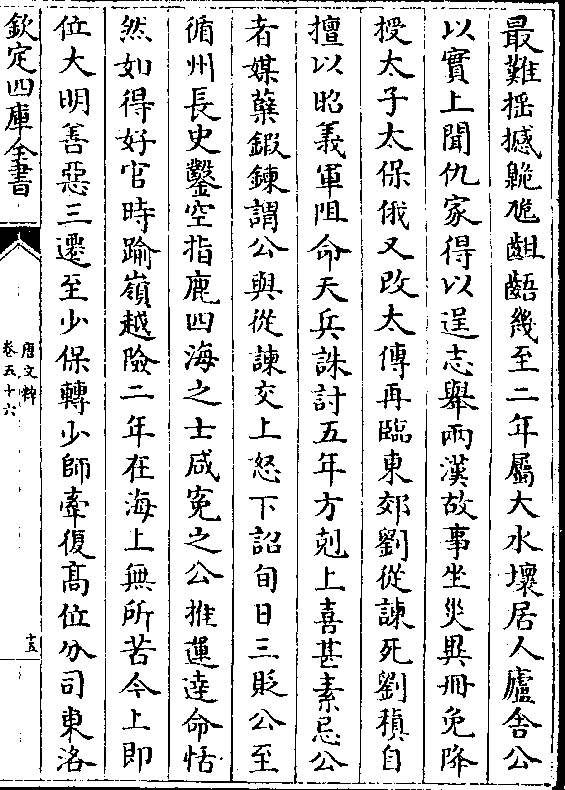 最難揺撼臲卼齟齬幾至二年屬大水壞居人廬舎公
以實上聞仇家得以逞志舉兩漢故事坐災異冊免降
授太子太保俄又改太傅再臨東郊劉從諫死劉稹自
擅以昭義軍阻命天兵誅討五年方剋上喜甚素忌公
者媒糵鍜鍊謂公與從諫交上怒下詔旬日三貶公至
循州長史鑿空指鹿四海之士咸寃之公推運達命恬
然如得好官時踰嶺越險二年在海上無所苦今上即
位大明善惡三遷至少保轉少師牽復髙位分司東洛
欽定四庫全書
唐文粹
卷五十六
十五